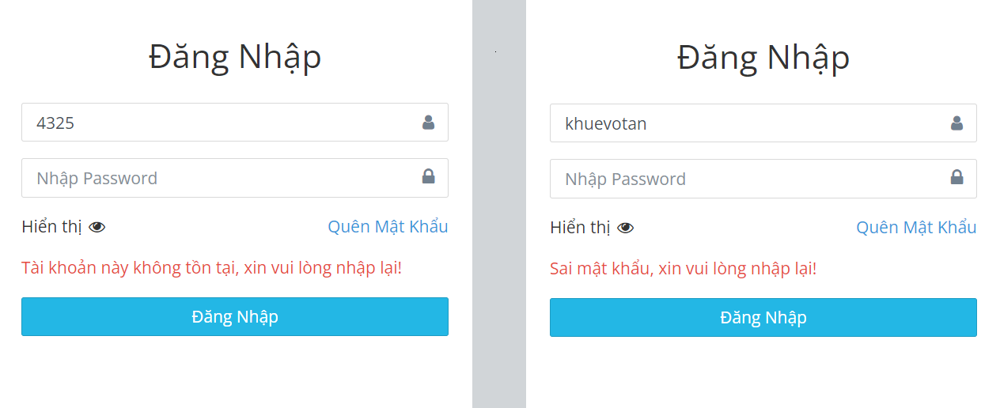 Đăng Nhập
4325
Nhập Password
Hiển thị
Quên Mật Khẩu
Tài khoản này không tồn tại, xin vui lòng nhập lại!
Đăng Nhập
Đăng Nhập
khuevotan
Nhập Password
Hiển thị
Quên Mật Khẩu
Sai mật khẩu, xin vui lòng nhập lại!
Đăng Nhập